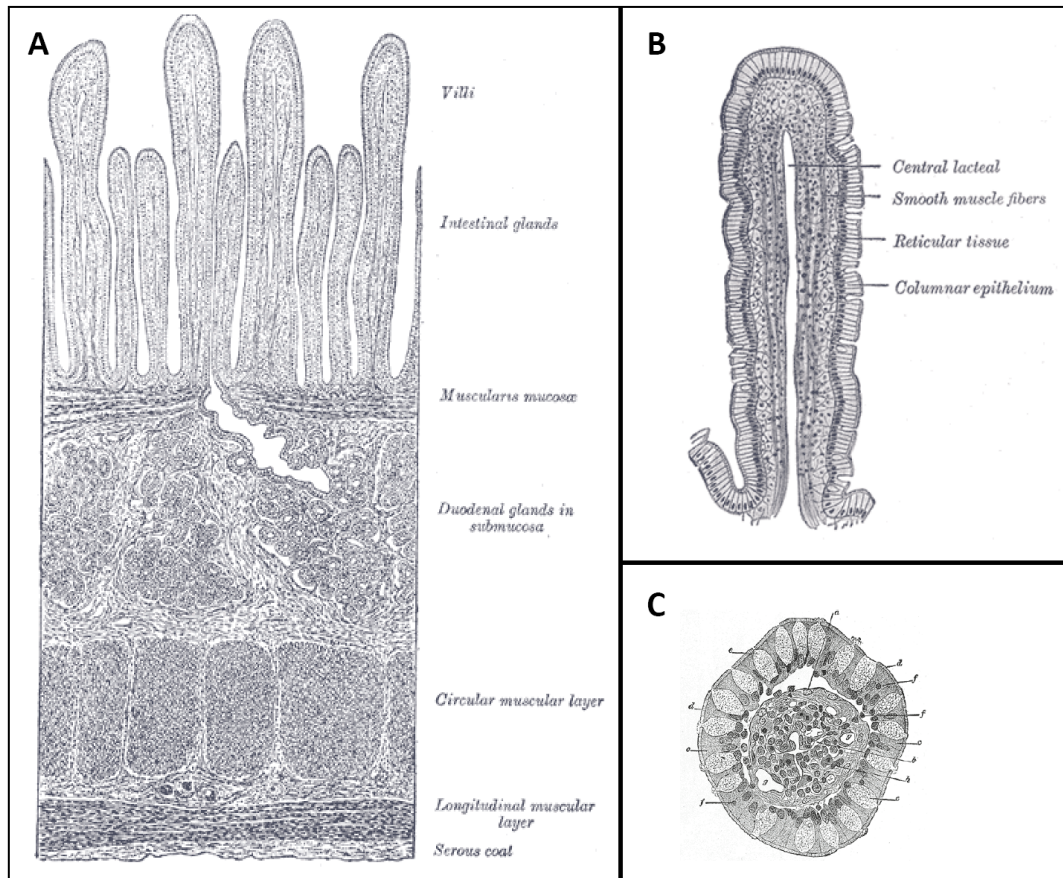 A
Villi
Intestinal glands
Muscularis mucosæ
Duodenal glands in
submucosa
Circular muscular layer
Longitudinal muscular
layer
Serous coat
B
Central lacteal
Smooth muscle fibers
Reticular tissue
Columnar epithelium
C
a
e
d
f
d
f
c
b
h
c
f
g
g